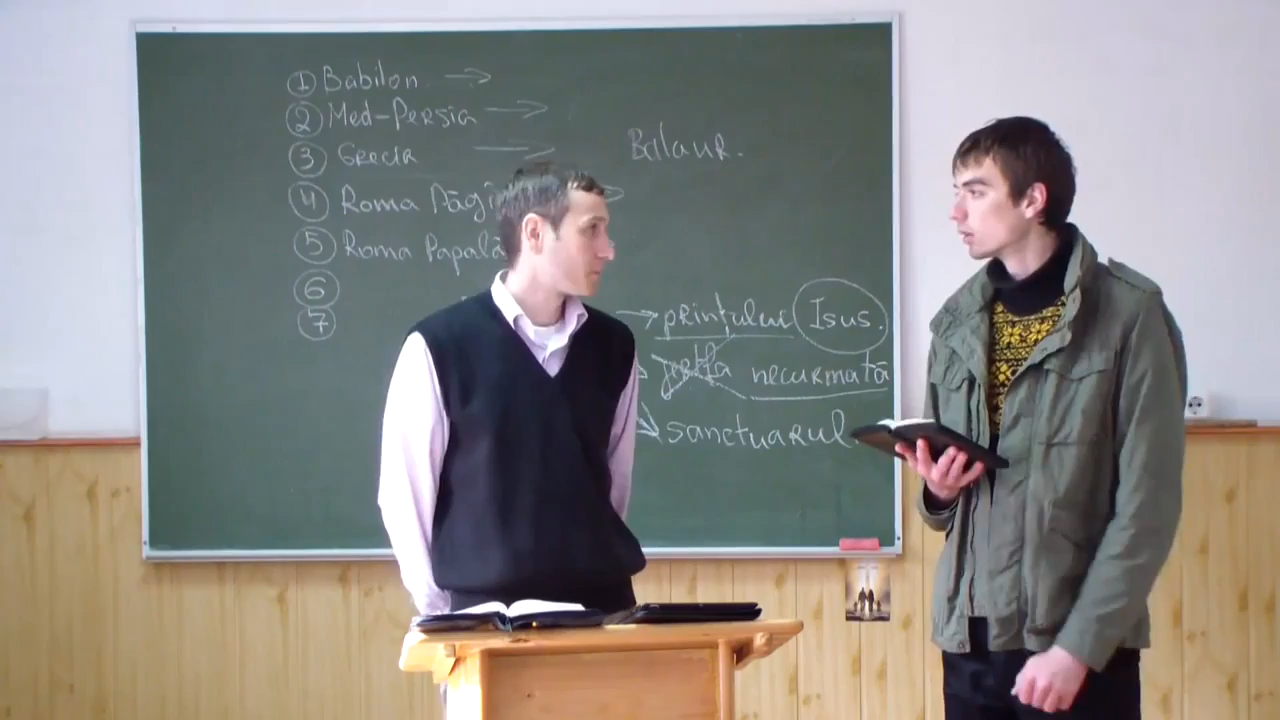 ① Babilon →
② Med-Persia →
③ Grecia →
④ Roma
⑤ Roma Papală
⑥
⑦
Balaur.
→ prințului Isus.
jertfa necurmată
sanctuarul